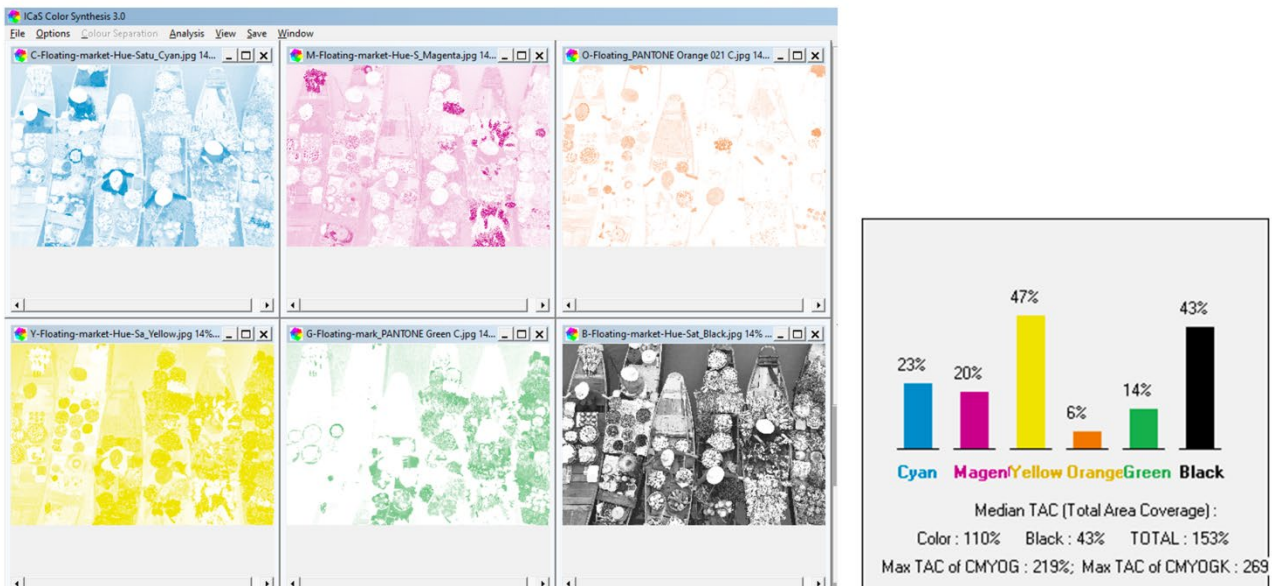 ICaS Color Synthesis 3.0
File Options Colour Separation Analysis View Save Window
C-Floating-market-Hue-Satu_Cyan.jpg 14...
M-Floating-market-Hue-S_Magenta.jpg 14...
O-Floating_PANTONE Orange 021 C.jpg 14...
Y-Floating-market-Hue-Sa_Yellow.jpg 14%...
G-Floating-mark_PANTONE Green C.jpg 14...
B-Floating-market-Hue-Sat_Black.jpg 14% ...
23%
20%
47%
6%
14%
43%
Cyan Magent Yellow Orange Green Black
Median TAC (Total Area Coverage) :
Color : 110% Black : 43% TOTAL : 153%
Max TAC of CMYOG : 219%; Max TAC of CMYOGK : 269